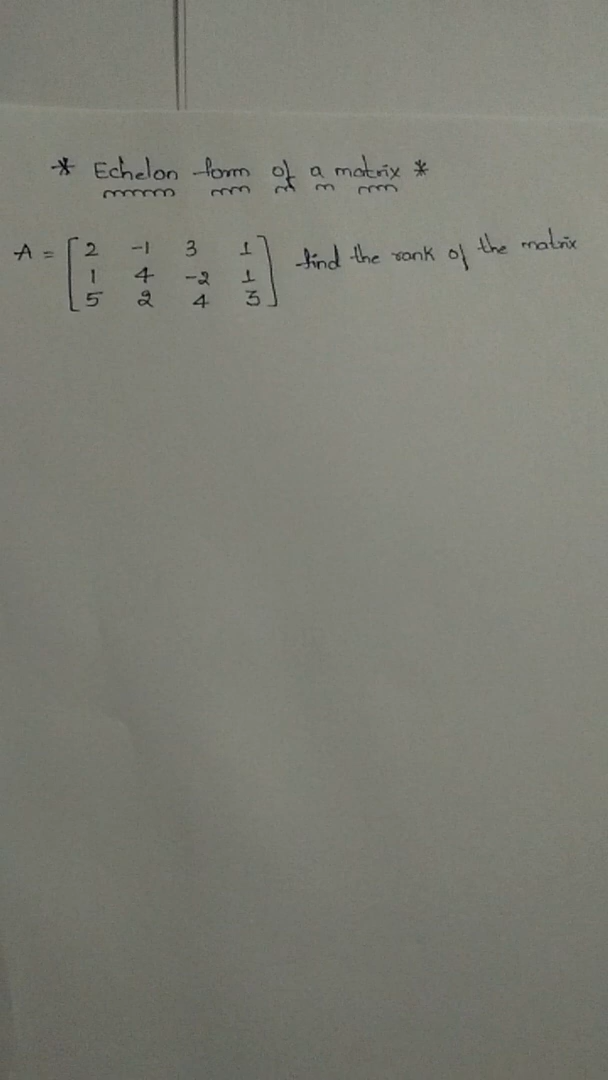 * Echelon form of a matrix *
A = [2 -1 3 1] find the rank of the matrix
1 4 -2 1
5 2 4 3